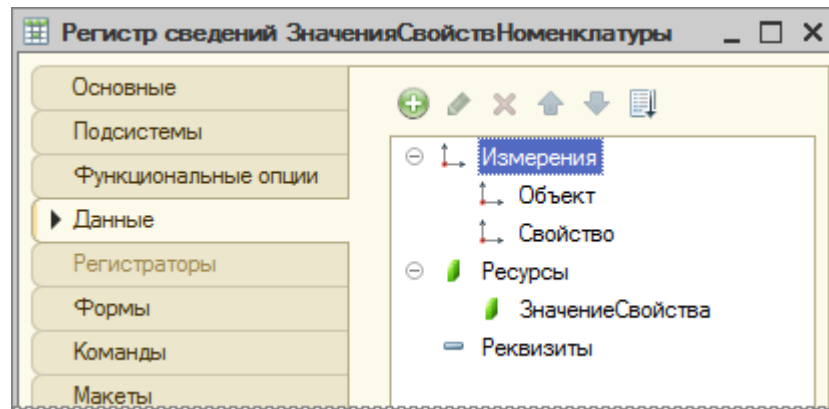 Регистр сведений ЗначенияСвойствНоменклатуры
Основные
Подсистемы
Функциональные опции
Данные
Регистраторы
Формы
Команды
Макеты
Измерения
Объект
Свойство
Ресурсы
ЗначениеСвойства
Реквизиты